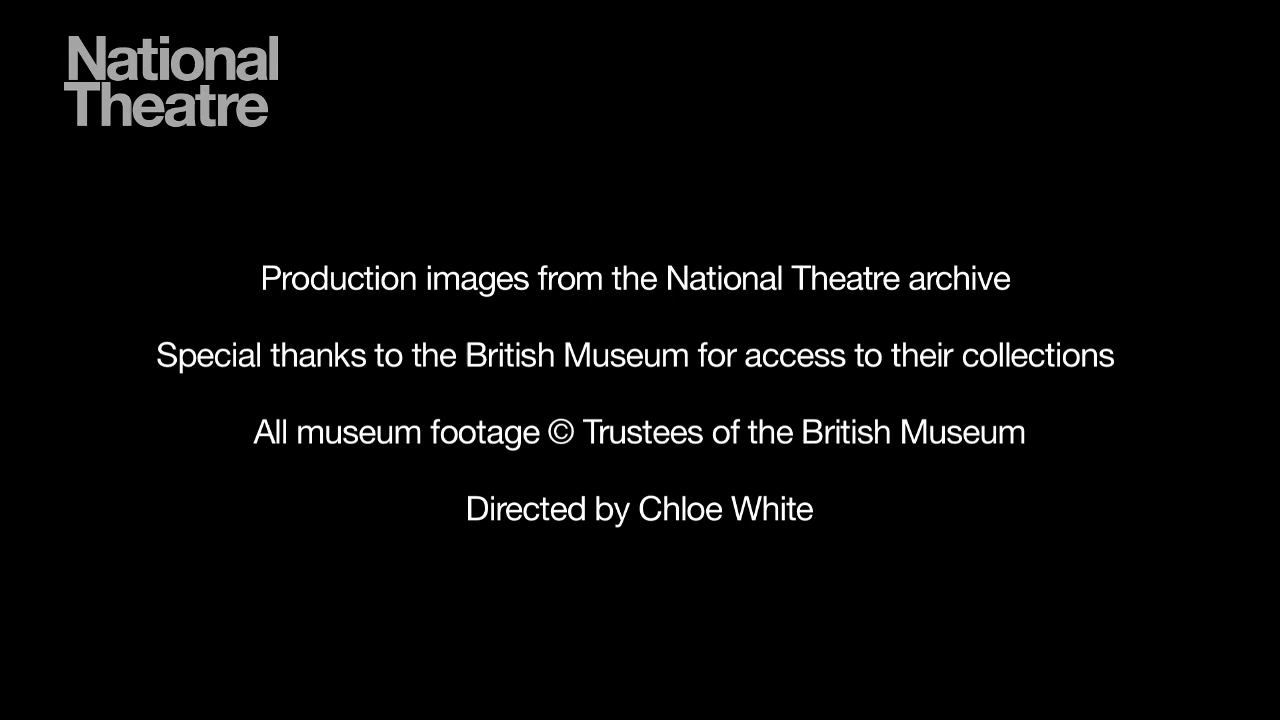 National
Theatre
Production images from the National Theatre archive
Special thanks to the British Museum for access to their collections
All museum footage © Trustees of the British Museum
Directed by Chloe White